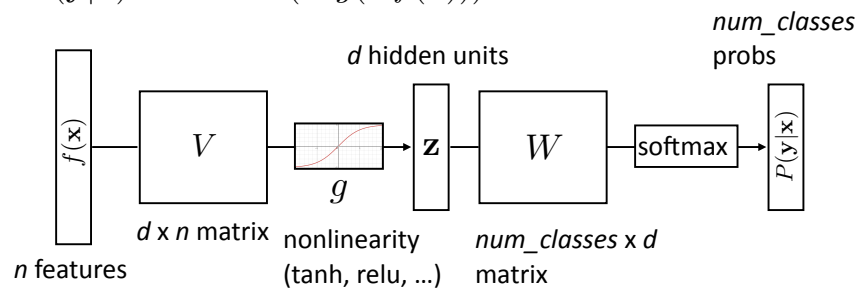 num_classes
probs
d hidden units
f(x)
V
g
z
W
softmax
P(y|x)
d x n matrix
nonlinearity
(tanh, relu, …)
num_classes x d
matrix
n features